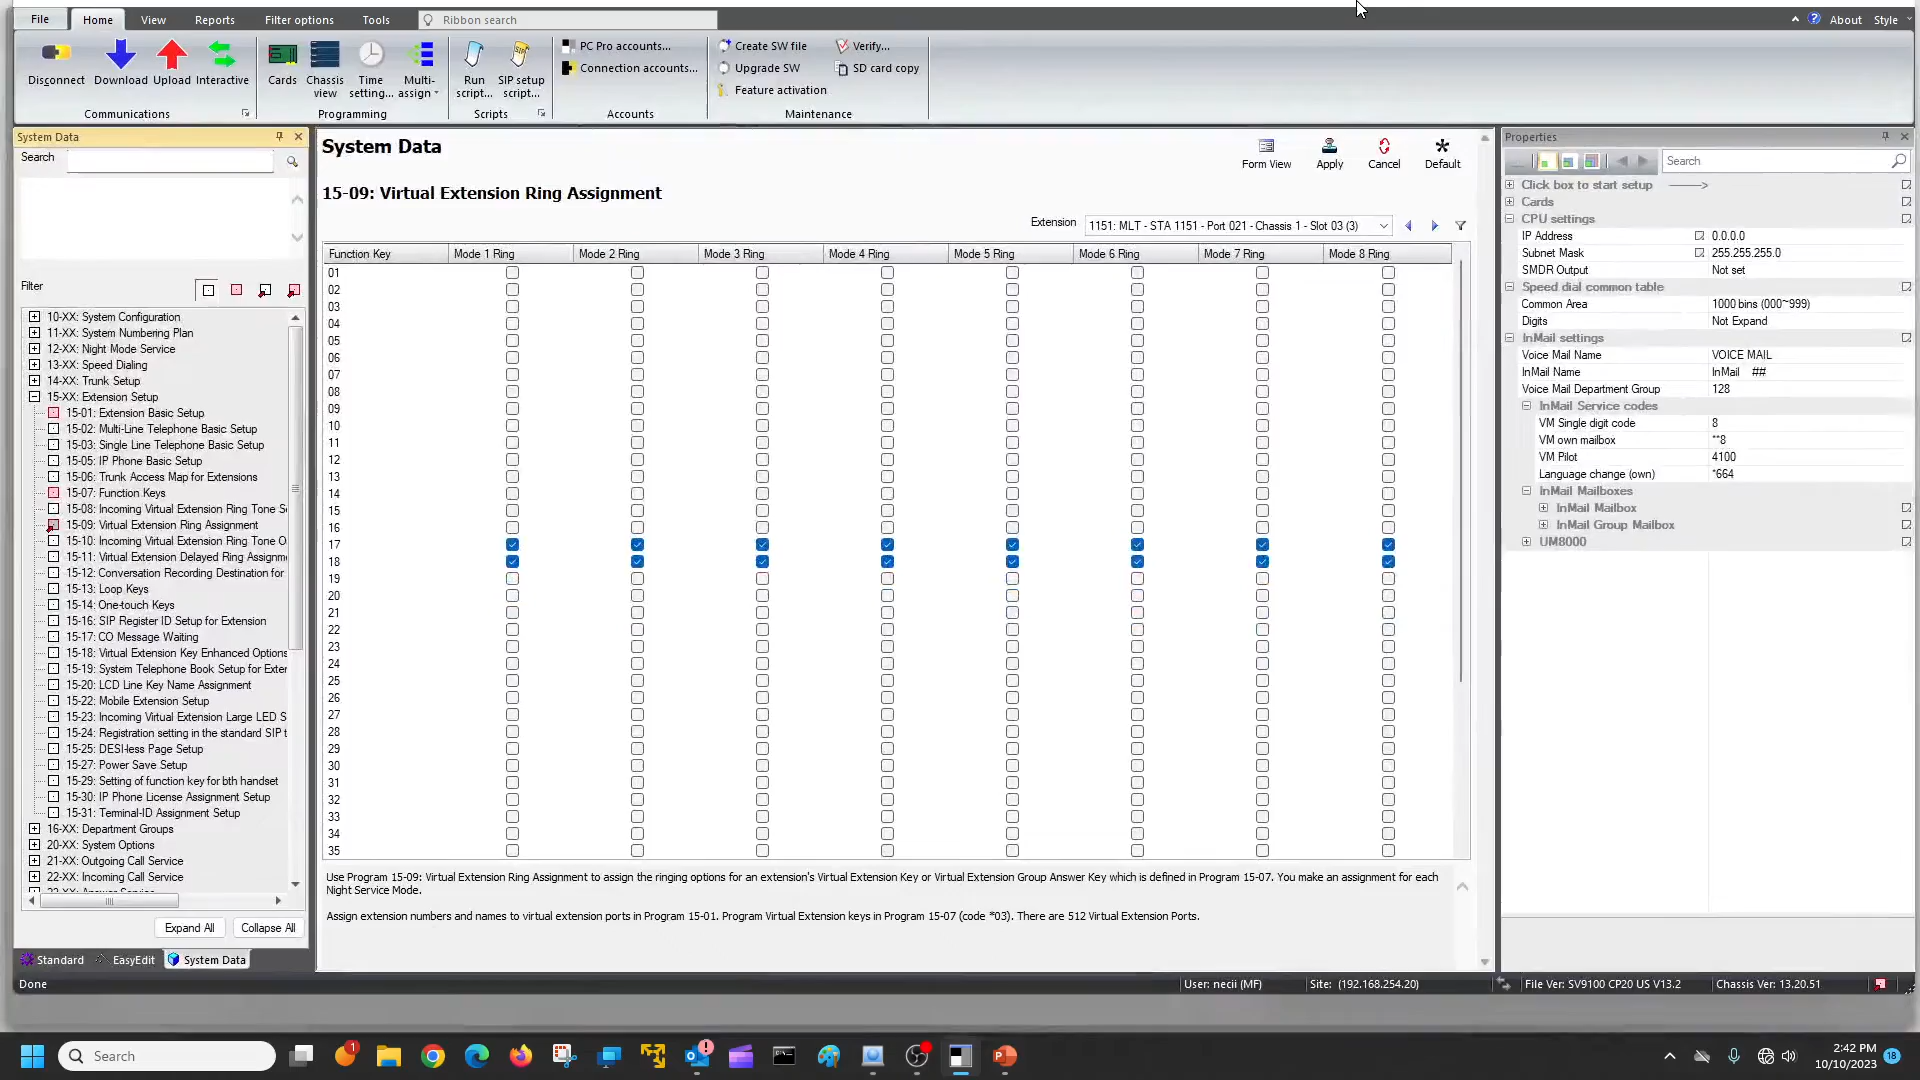 File Home View Reports Filter options Tools Ribbon search About Style
Disconnect Download Upload Interactive
Communications
Cards Chassis view Time setting... Multi-assign
Programming
Run script... SIP setup script...
Scripts
PC Pro accounts...
Connection accounts...
Accounts
Create SW file Verify...
Upgrade SW SD card copy
Feature activation
Maintenance
System Data
Search
Filter
10-XX: System Configuration
11-XX: System Numbering Plan
12-XX: Night Mode Service
13-XX: Speed Dialing
14-XX: Trunk Setup
15-XX: Extension Setup
15-01: Extension Basic Setup
15-02: Multi-Line Telephone Basic Setup
15-03: Single Line Telephone Basic Setup
15-05: IP Phone Basic Setup
15-06: Trunk Access Map for Extensions
15-07: Function Keys
15-08: Incoming Virtual Extension Ring Tone S
15-09: Virtual Extension Ring Assignment
15-10: Incoming Virtual Extension Ring Tone O
15-11: Virtual Extension Delayed Ring Assignm
15-12: Conversation Recording Destination for
15-13: Loop Keys
15-14: One-touch Keys
15-16: SIP Register ID Setup for Extension
15-17: CO Message Waiting
15-18: Virtual Extension Key Enhanced Options
15-19: System Telephone Book Setup for Exter
15-20: LCD Line Key Name Assignment
15-22: Mobile Extension Setup
15-23: Incoming Virtual Extension Large LED S
15-24: Registration setting in the standard SIP t
15-25: DESI-less Page Setup
15-27: Power Save Setup
15-29: Setting of function key for bth handset
15-30: IP Phone License Assignment Setup
15-31: Terminal-ID Assignment Setup
16-XX: Department Groups
20-XX: System Options
21-XX: Outgoing Call Service
22-XX: Incoming Call Service
Expand All Collapse All
Standard EasyEdit System Data
System Data
Form View Apply Cancel Default
15-09: Virtual Extension Ring Assignment
Extension 1151: MLT - STA 1151 - Port 021 - Chassis 1 - Slot 03 (3)
Function Key Mode 1 Ring Mode 2 Ring Mode 3 Ring Mode 4 Ring Mode 5 Ring Mode 6 Ring Mode 7 Ring Mode 8 Ring
01
02
03
04
05
06
07
08
09
10
11
12
13
14
15
16
17
18
19
20
21
22
23
24
25
26
27
28
29
30
31
32
33
34
35
Use Program 15-09: Virtual Extension Ring Assignment to assign the ringing options for an extension's Virtual Extension Key or Virtual Extension Group Answer Key which is defined in Program 15-07. You make an assignment for each
Night Service Mode.
Assign extension numbers and names to virtual extension ports in Program 15-01. Program Virtual Extension keys in Program 15-07 (code *03). There are 512 Virtual Extension Ports.
Properties
Search
Click box to start setup ----->
Cards
CPU settings
IP Address 0.0.0.0
Subnet Mask 255.255.255.0
SMDR Output Not set
Speed dial common table
Common Area 1000 bins (000~999)
Digits Not Expand
InMail settings
Voice Mail Name VOICE MAIL
InMail Name InMail ##
Voice Mail Department Group 128
InMail Service codes
VM Single digit code 8
VM own mailbox **8
VM Pilot 4100
Language change (own) *664
InMail Mailboxes
InMail Mailbox
InMail Group Mailbox
UM8000
Done User: necii (MF) Site: (192.168.254.20) File Ver: SV9100 CP20 US V13.2 Chassis Ver: 13.20.51
Search 1 2:42 PM
10/10/2023 18